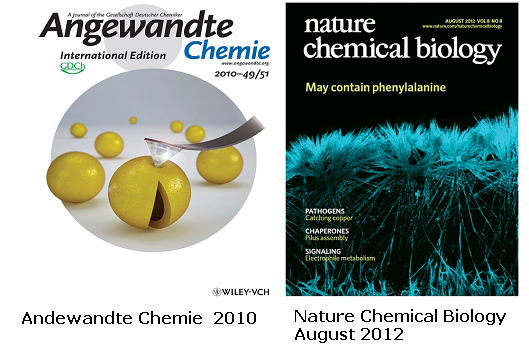 A Journal of the Gesellschaft Deutscher Chemiker
Angewandte
International Edition
Chemie
GDCh
www.angewandte.org
2010–49/51
WILEY-VCH
Andewandte Chemie 2010
AUGUST 2012 VOL 8 NO 8
www.nature.com/naturechemicalbiology
nature
chemical biology
May contain phenylalanine
PATHOGENS
Catching copper
CHAPERONES
Pilus assembly
SIGNALING
Electrophile metabolism
Nature Chemical Biology
August 2012